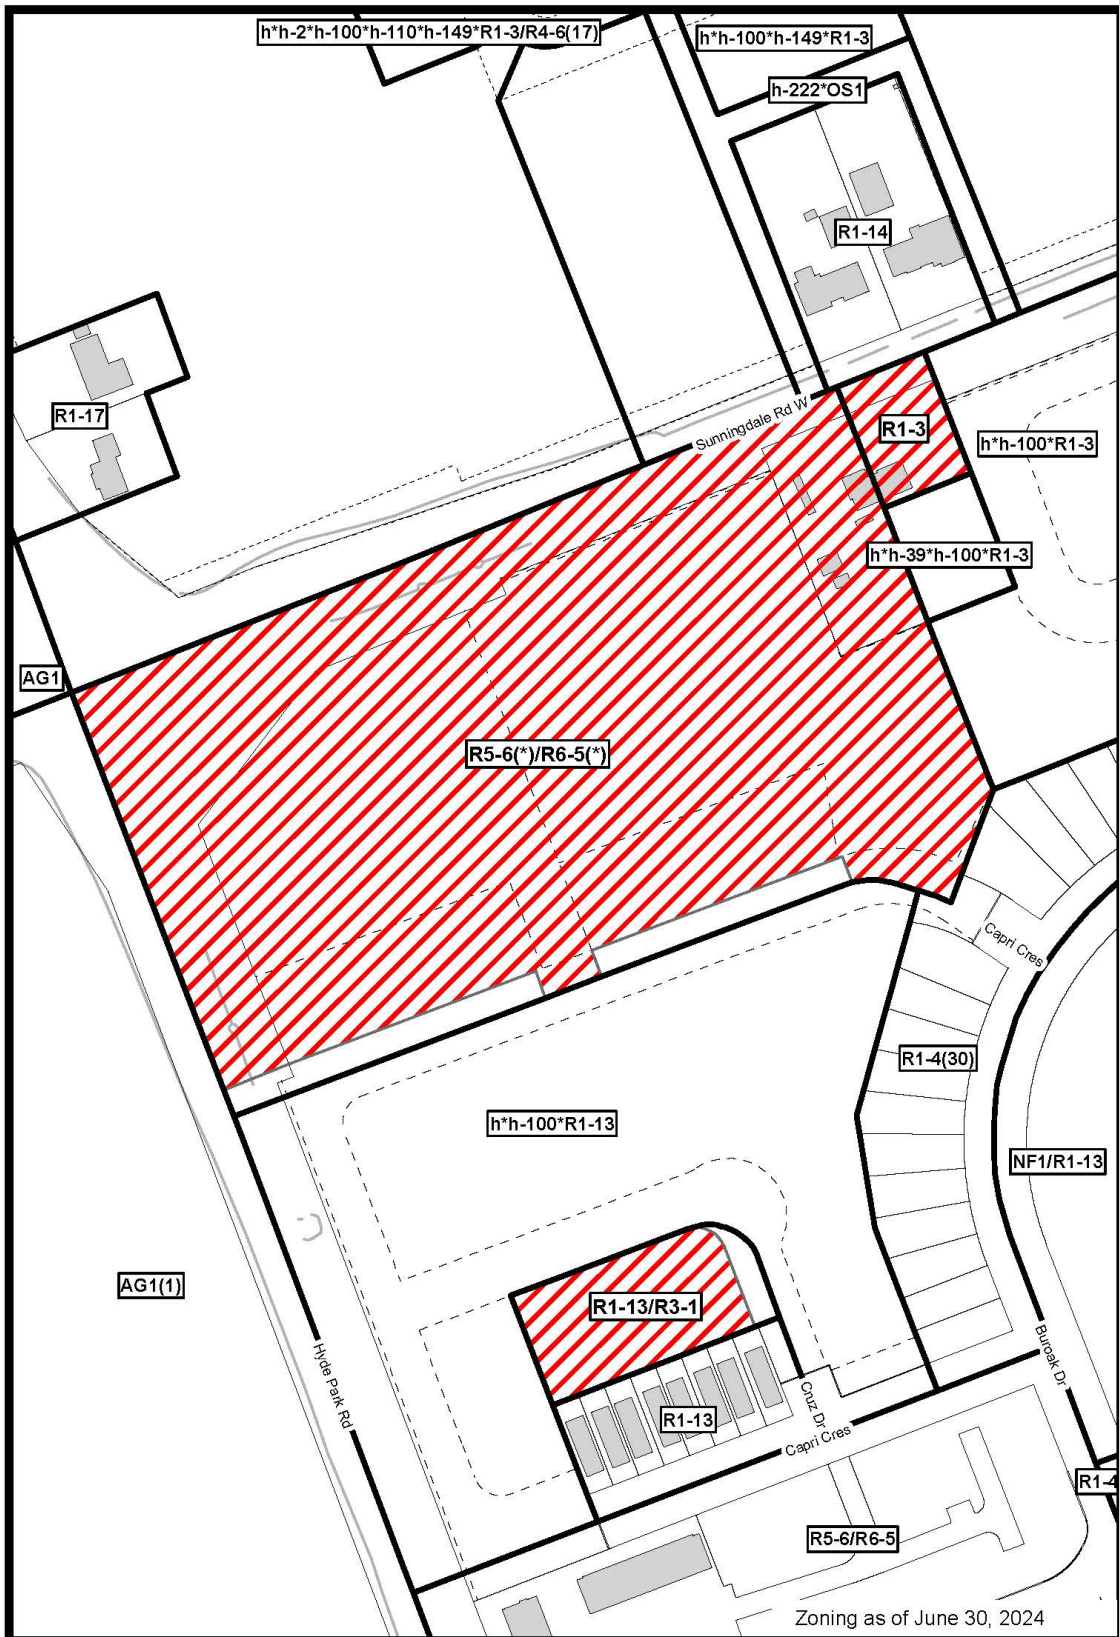 h*h-2*h-100*h-110*h-149*R1-3/R4-6(17)
h*h-100*h-149*R1-3
h-222*OS1
R1-14
R1-17
Sunningdale Rd W
R1-3
h*h-100*R1-3
h*h-39*h-100*R1-3
AG1
R5-6(*)/R6-5(*)
Capri Cres
R1-4(30)
h*h-100*R1-13
NF1/R1-13
AG1(1)
R1-13/R3-1
Hyde Park Rd
Buroak Dr
Cruz Dr
R1-13
Capri Cres
R1-4
R5-6/R6-5
Zoning as of June 30, 2024